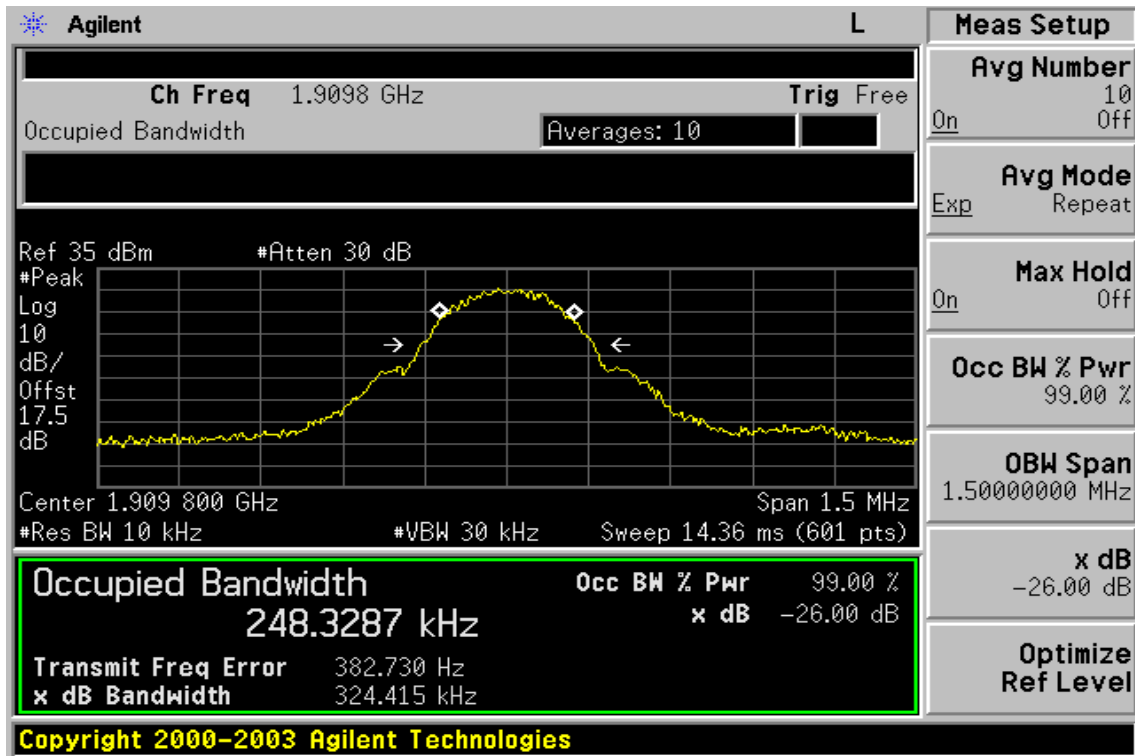 Agilent L Meas Setup
Ch Freq 1.9098 GHz Trig Free
Occupied Bandwidth Averages: 10
Ref 35 dBm #Atten 30 dB
#Peak
Log
10
dB/
Offst
17.5
dB
Center 1.909 800 GHz Span 1.5 MHz
#Res BW 10 kHz #VBW 30 kHz Sweep 14.36 ms (601 pts)
Occupied Bandwidth Occ BW % Pwr 99.00 %
248.3287 kHz x dB -26.00 dB
Transmit Freq Error 382.730 Hz
x dB Bandwidth 324.415 kHz
Avg Number
10
On Off
Avg Mode
Exp Repeat
Max Hold
On Off
Occ BW % Pwr
99.00 %
OBW Span
1.50000000 MHz
x dB
-26.00 dB
Optimize
Ref Level
Copyright 2000-2003 Agilent Technologies